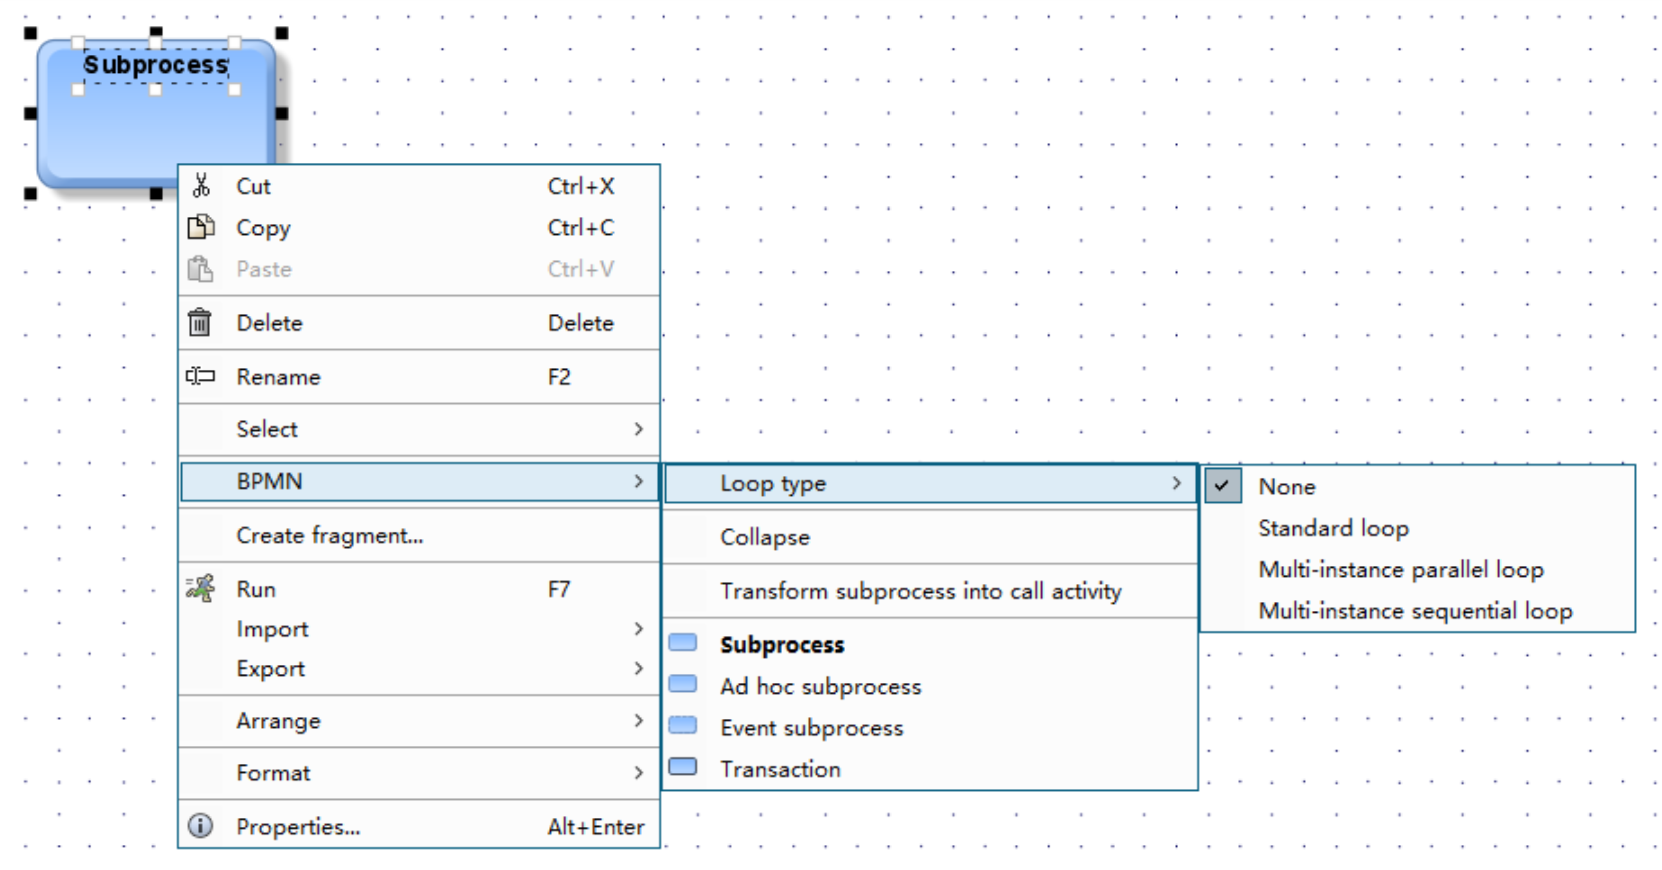 Subprocess
Cut Ctrl+X
Copy Ctrl+C
Paste Ctrl+V
Delete Delete
Rename F2
Select
BPMN
Create fragment...
Run F7
Import
Export
Arrange
Format
Properties... Alt+Enter
Loop type
Collapse
Transform subprocess into call activity
Subprocess
Ad hoc subprocess
Event subprocess
Transaction
None
Standard loop
Multi-instance parallel loop
Multi-instance sequential loop